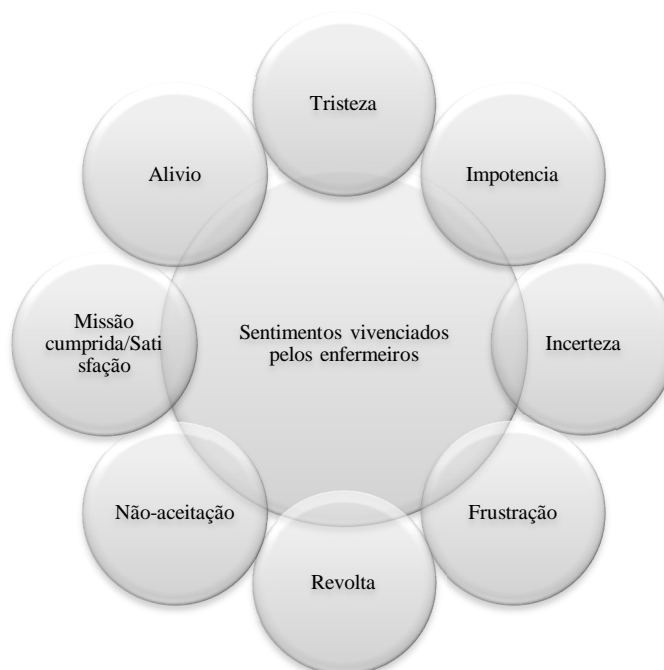 Tristeza
Impotencia
Incerteza
Frustração
Revolta
Não-aceitação
Missão
cumprida/Sati
sfação
Alivio
Sentimentos vivenciados
pelos enfermeiros